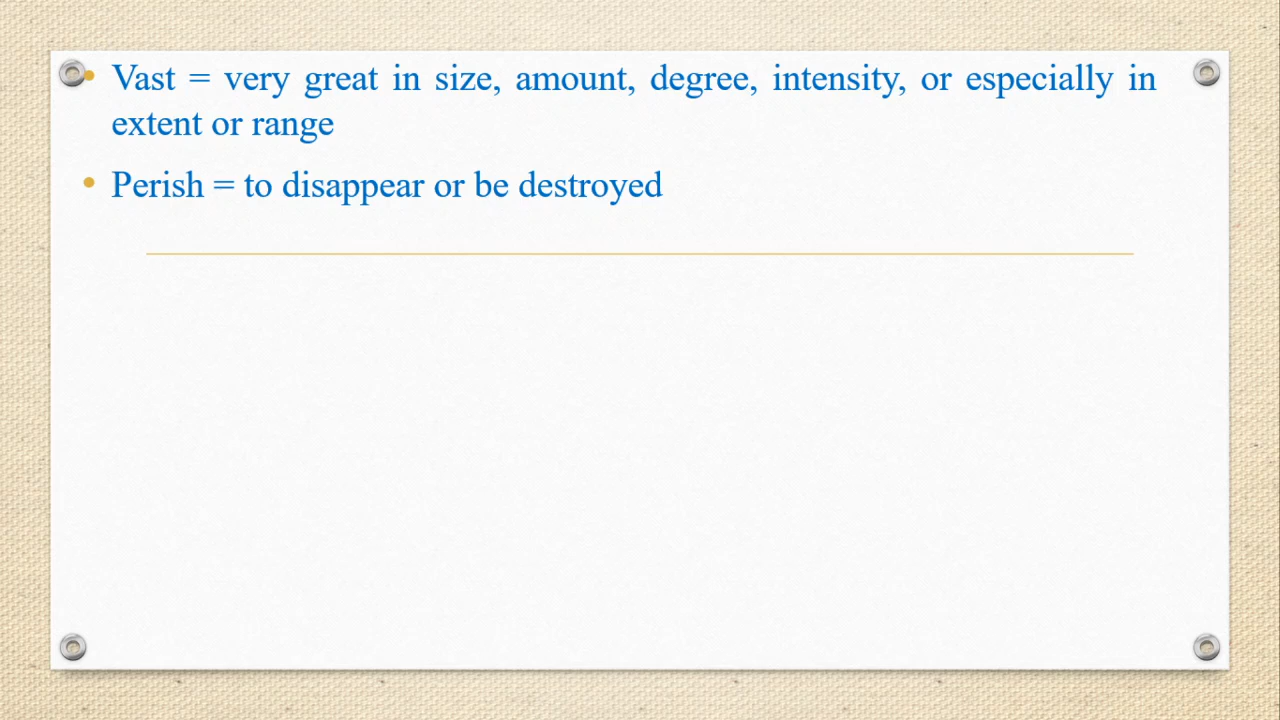 • Vast = very great in size, amount, degree, intensity, or especially in
extent or range
• Perish = to disappear or be destroyed